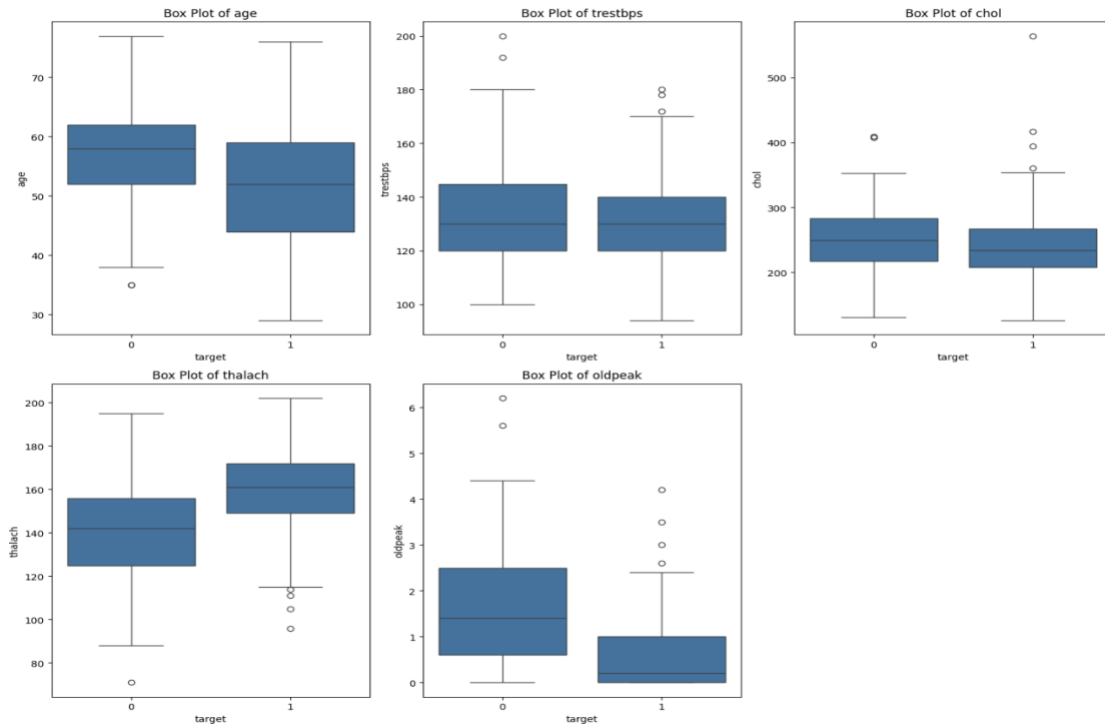 Box Plot of age
70
60
50
40
30
age
0
1
target
Box Plot of trestbps
200
180
160
140
120
100
trestbps
0
1
target
Box Plot of chol
500
400
300
200
chol
0
1
target
Box Plot of thalach
200
180
160
140
120
100
80
thalach
0
1
target
Box Plot of oldpeak
6
5
4
3
2
1
0
oldpeak
0
1
target